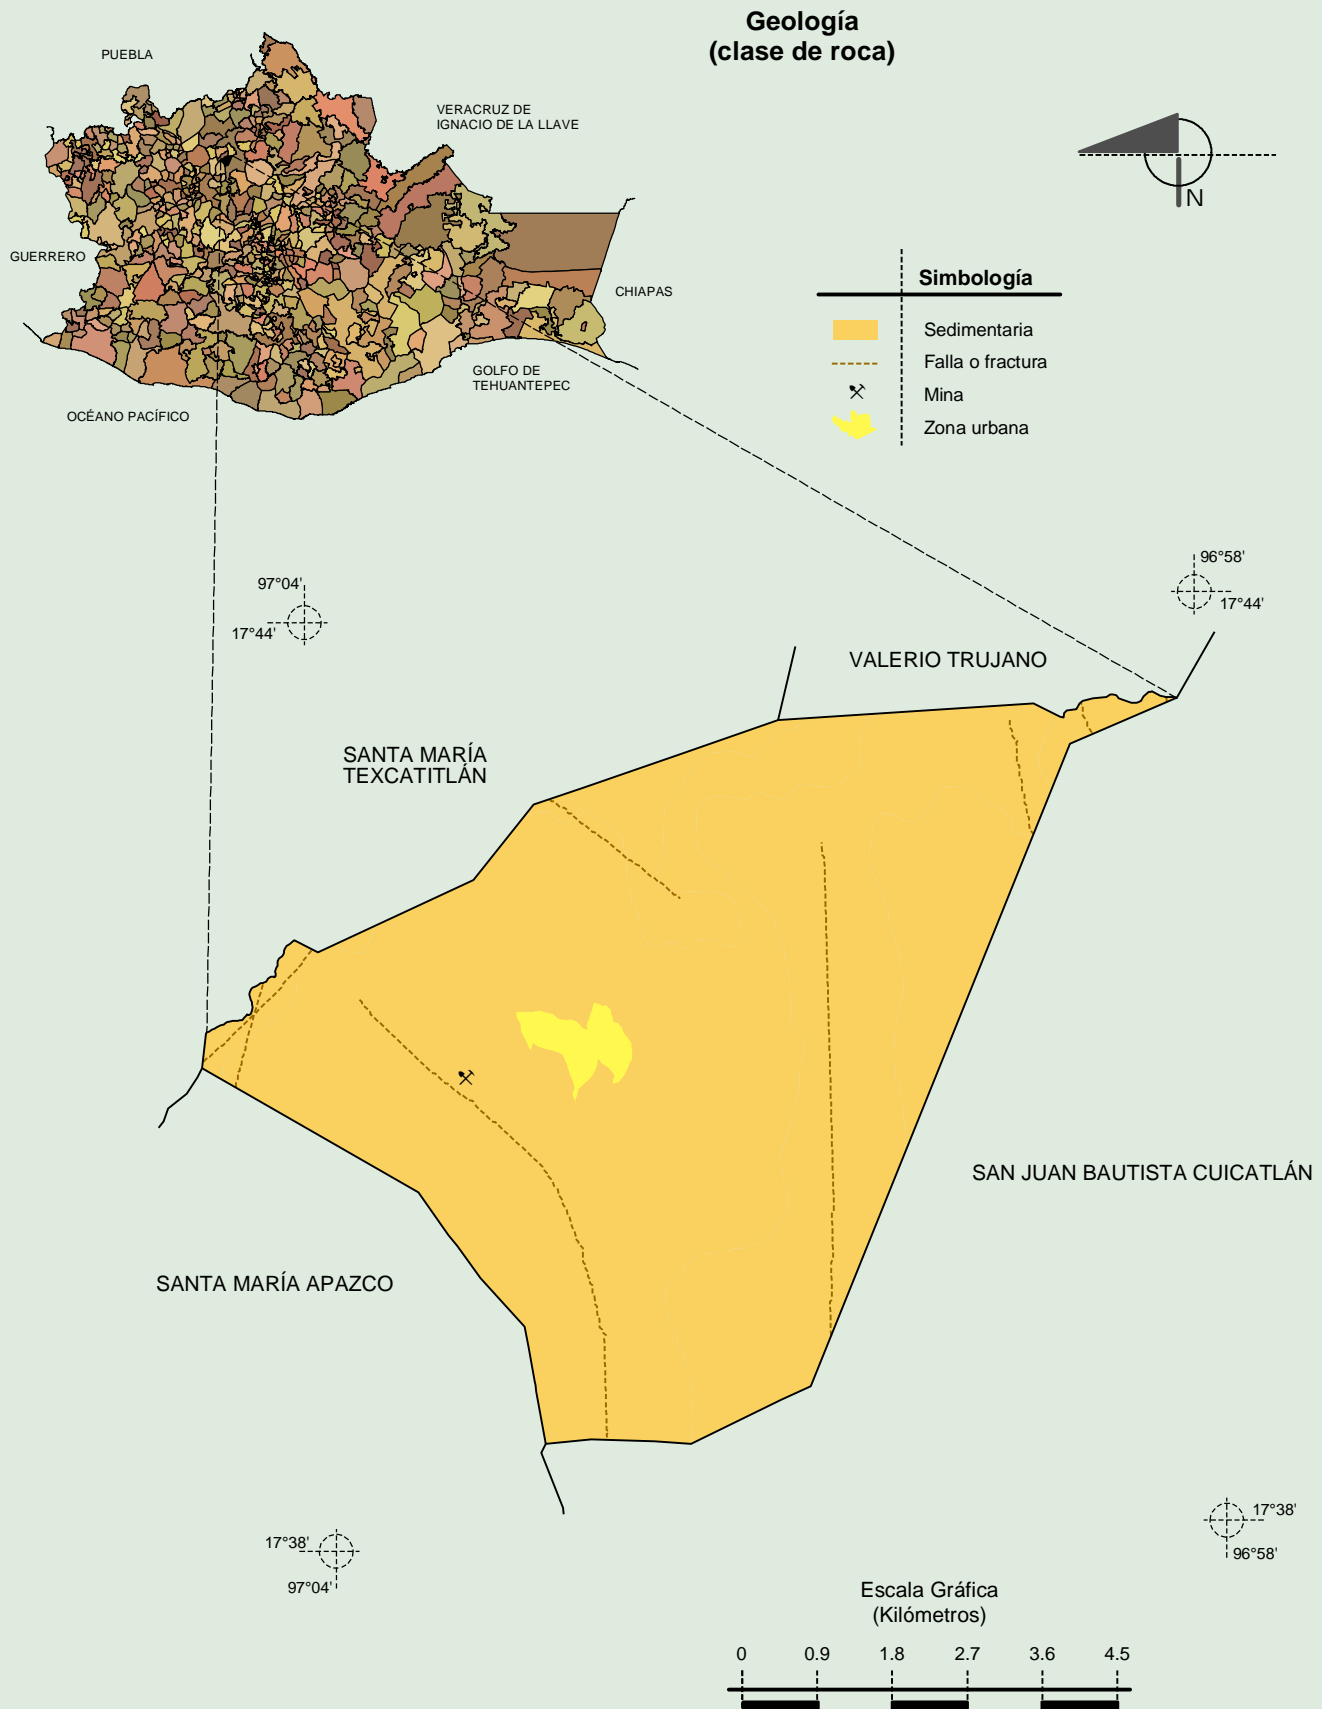 Geología
(clase de roca)
PUEBLA
VERACRUZ DE
IGNACIO DE LA LLAVE
N
GUERRERO
CHIAPAS
GOLFO DE
TEHUANTEPEC
OCÉANO PACÍFICO
Simbología
Sedimentaria
Falla o fractura
Mina
Zona urbana
97°04'
17°44'
96°58'
17°44'
VALERIO TRUJANO
SANTA MARÍA
TEXCATITLÁN
SAN JUAN BAUTISTA CUICATLÁN
SANTA MARÍA APAZCO
17°38'
97°04'
17°38'
96°58'
Escala Gráfica
(Kilómetros)
0 0.9 1.8 2.7 3.6 4.5